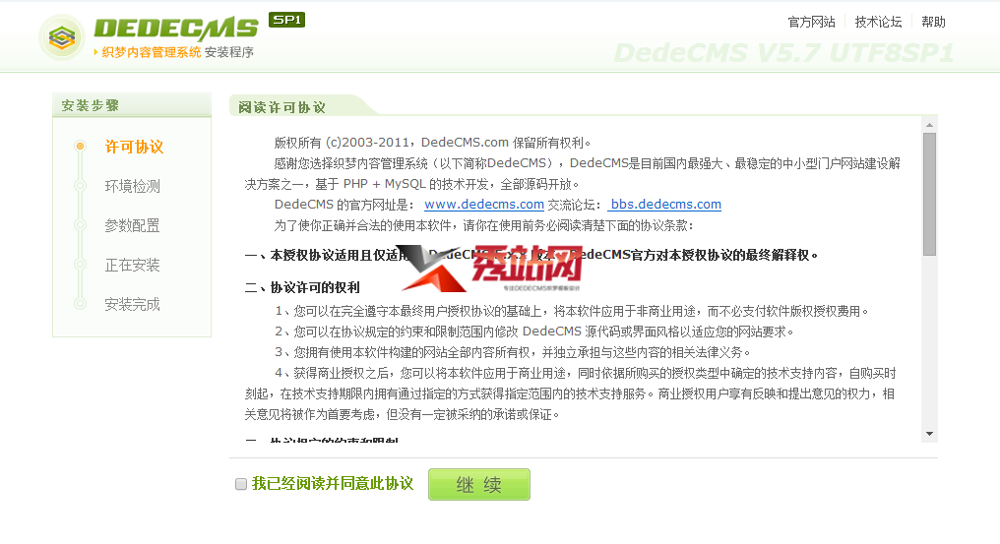 DEDECMS SP1
织梦内容管理系统 安装程序
官方网站 技术论坛 帮助
DedeCMS V5.7 UTF8SP1
安装步骤
许可协议
环境检测
参数配置
正在安装
安装完成
阅读许可协议
版权所有 (c)2003-2011，DedeCMS.com 保留所有权利。
感谢您选择织梦内容管理系统（以下简称DedeCMS），DedeCMS是目前国内最强大、最稳定的中小型门户网站建设解
决方案之一，基于 PHP + MySQL 的技术开发，全部源码开放。
DedeCMS 的官方网址是： www.dedecms.com 交流论坛： bbs.dedecms.com
为了使你正确并合法的使用本软件，请你在使用前务必阅读清楚下面的协议条款：
一、本授权协议适用且仅适用 DedeCMS官方对本授权协议的最终解释权。
秀站网
专注DEDECMS织梦模板设计
二、协议许可的权利
1、您可以在完全遵守本最终用户授权协议的基础上，将本软件应用于非商业用途，而不必支付软件版权授权费用。
2、您可以在协议规定的约束和限制范围内修改 DedeCMS 源代码或界面风格以适应您的网站要求。
3、您拥有使用本软件构建的网站全部内容所有权，并独立承担与这些内容的相关法律义务。
4、获得商业授权之后，您可以将本软件应用于商业用途，同时依据所购买的授权类型中确定的技术支持内容，自购买时
刻起，在技术支持期限内拥有通过指定的方式获得指定范围内的技术支持服务。商业授权用户享有反映和提出意见的权力，相
关意见将被作为首要考虑，但没有一定被采纳的承诺或保证。
我已经阅读并同意此协议 继 续